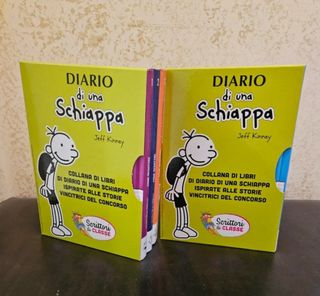 DIARIO
di una
Schiappa
Jeff Kinney
COLLANA DI LIBRI
DI DIARIO DI UNA SCHIAPPA
ISPIRATE ALLE STORIE
VINCITRICI DEL CONCORSO
Scrittori
di CLASSE
DIARIO
di una
Schiappa
Jeff Kinney
COLLANA DI LIBRI
DI DIARIO DI UNA SCHIAPPA
ISPIRATE ALLE STORIE
VINCITRICI DEL CONCORSO
Scrittori
di CLASSE